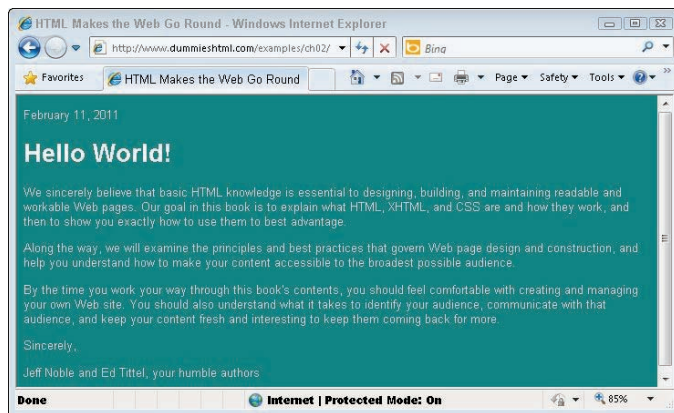 HTML Makes the Web Go Round - Windows Internet Explorer
http://www.dummieshtml.com/examples/ch02/ Bing
Favorites HTML Makes the Web Go Round Page Safety Tools
February 11, 2011
Hello World!
We sincerely believe that basic HTML knowledge is essential to designing, building, and maintaining readable and
workable Web pages. Our goal in this book is to explain what HTML, XHTML, and CSS are and how they work, and
then to show you exactly how to use them to best advantage.
Along the way, we will examine the principles and best practices that govern Web page design and construction, and
help you understand how to make your content accessible to the broadest possible audience.
By the time you work your way through this book's contents, you should feel comfortable with creating and managing
your own Web site. You should also understand what it takes to identify your audience, communicate with that
audience, and keep your content fresh and interesting to keep them coming back for more.
Sincerely,
Jeff Noble and Ed Tittel, your humble authors
Done Internet | Protected Mode: On 85%